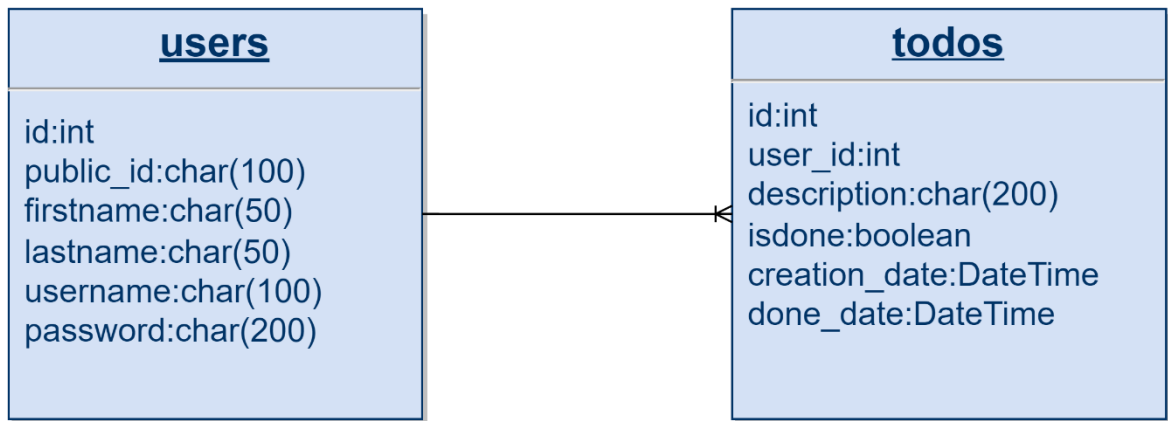 users
id:int
public_id:char(100)
firstname:char(50)
lastname:char(50)
username:char(100)
password:char(200)
todos
id:int
user_id:int
description:char(200)
isdone:boolean
creation_date:DateTime
done_date:DateTime